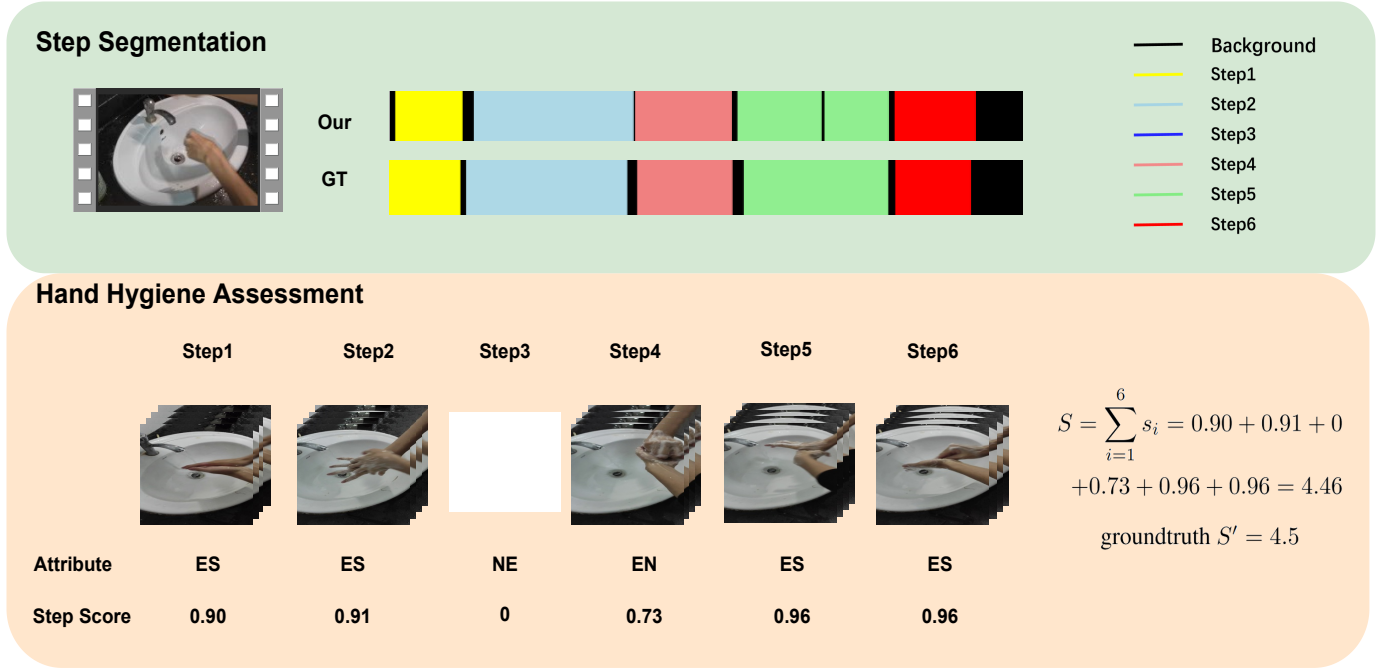 Step Segmentation
Our
GT
Background
Step1
Step2
Step3
Step4
Step5
Step6
Hand Hygiene Assessment
Step1 Step2 Step3 Step4 Step5 Step6
Attribute ES ES NE EN ES ES
Step Score 0.90 0.91 0 0.73 0.96 0.96
S = \sum_{i=1}^{6} s_i = 0.90 + 0.91 + 0
+0.73 + 0.96 + 0.96 = 4.46
groundtruth S′ = 4.5